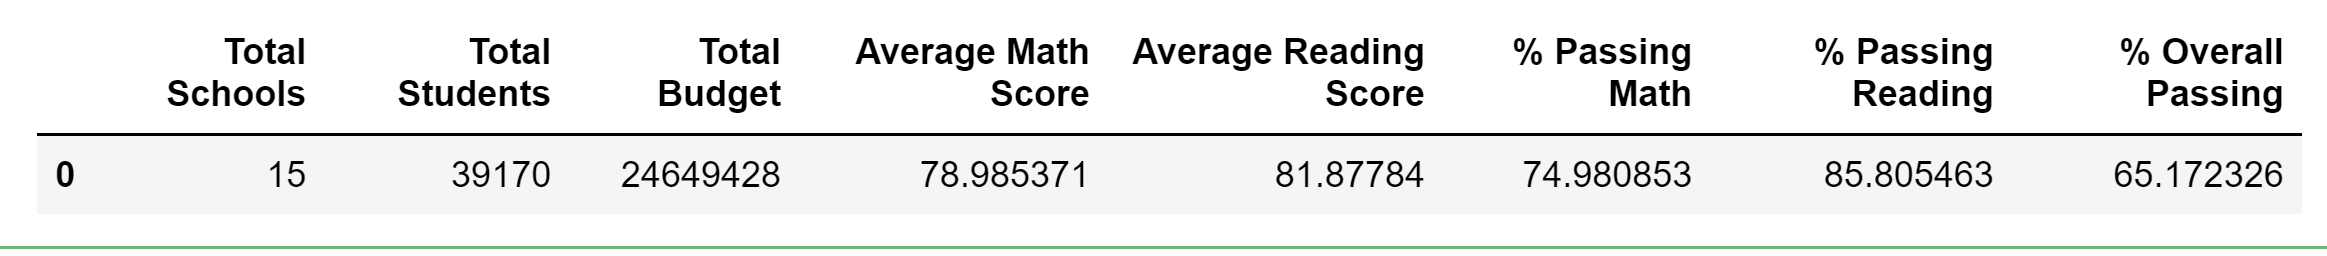 Total Total Total Average Math Average Reading % Passing % Passing % Overall
Schools Students Budget Score Score Math Reading Passing
0 15 39170 24649428 78.985371 81.87784 74.980853 85.805463 65.172326